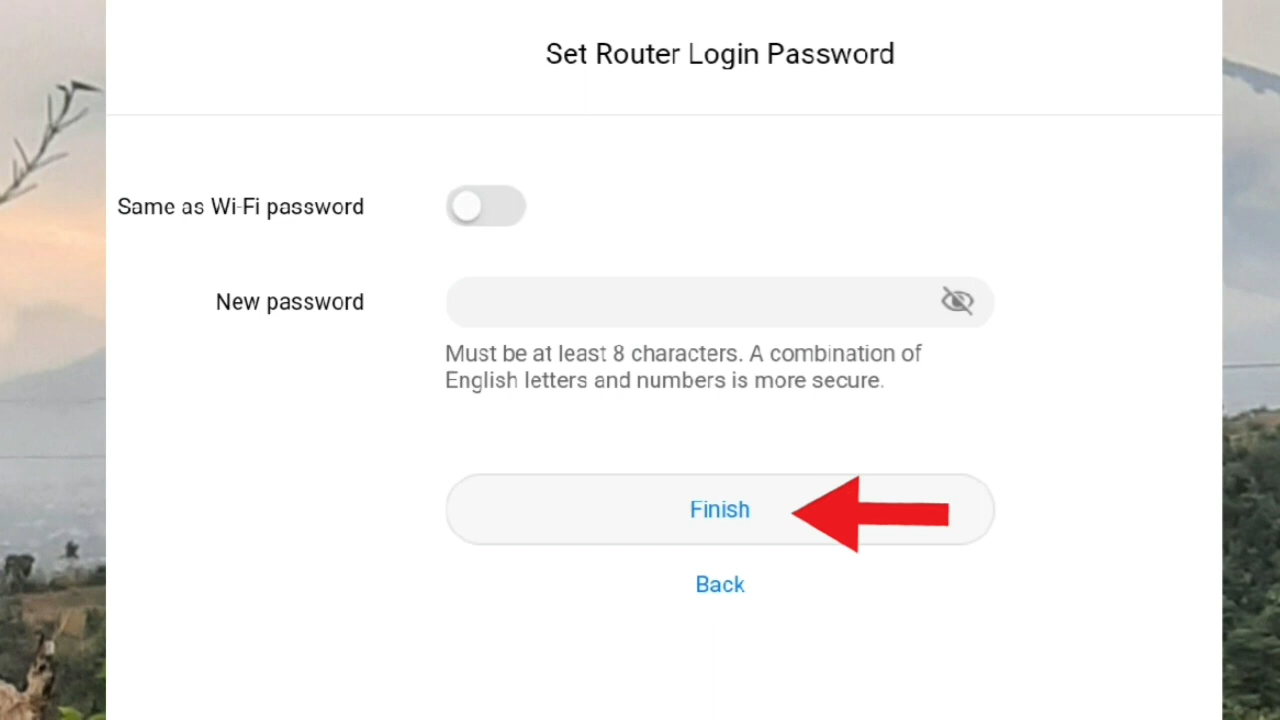 Set Router Login Password
Same as Wi-Fi password
New password
Must be at least 8 characters. A combination of
English letters and numbers is more secure.
Finish
Back